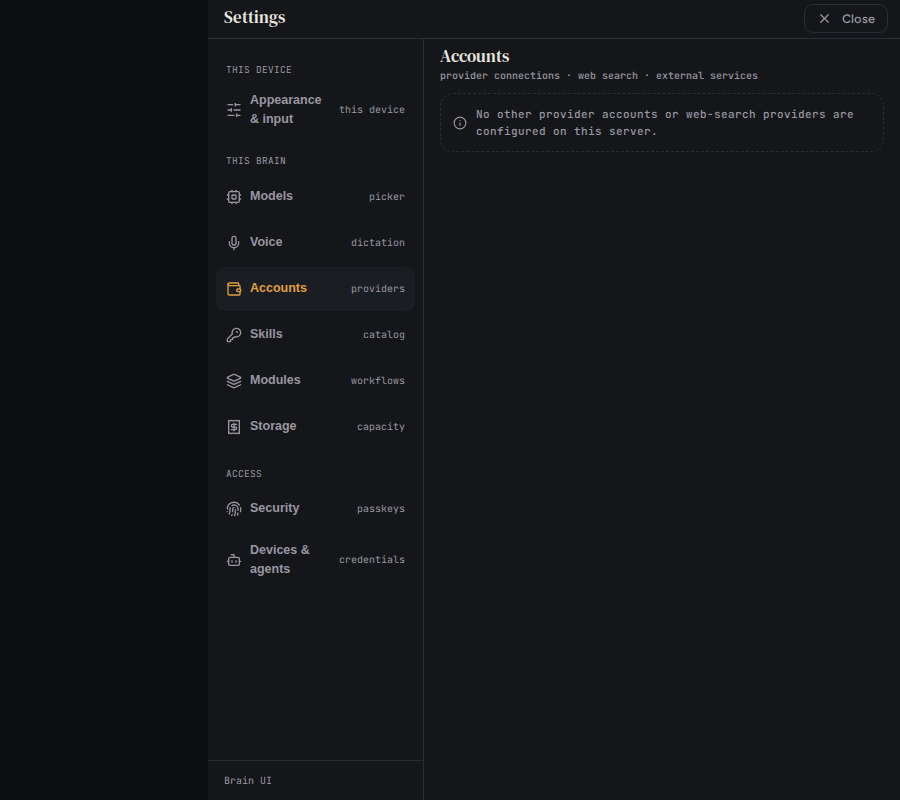 Settings
Close
THIS DEVICE
Appearance & input
this device
THIS BRAIN
Models
picker
Voice
dictation
Accounts
providers
Skills
catalog
Modules
workflows
Storage
capacity
ACCESS
Security
passkeys
Devices & agents
credentials
Brain UI
Accounts
provider connections · web search · external services
No other provider accounts or web-search providers are
configured on this server.